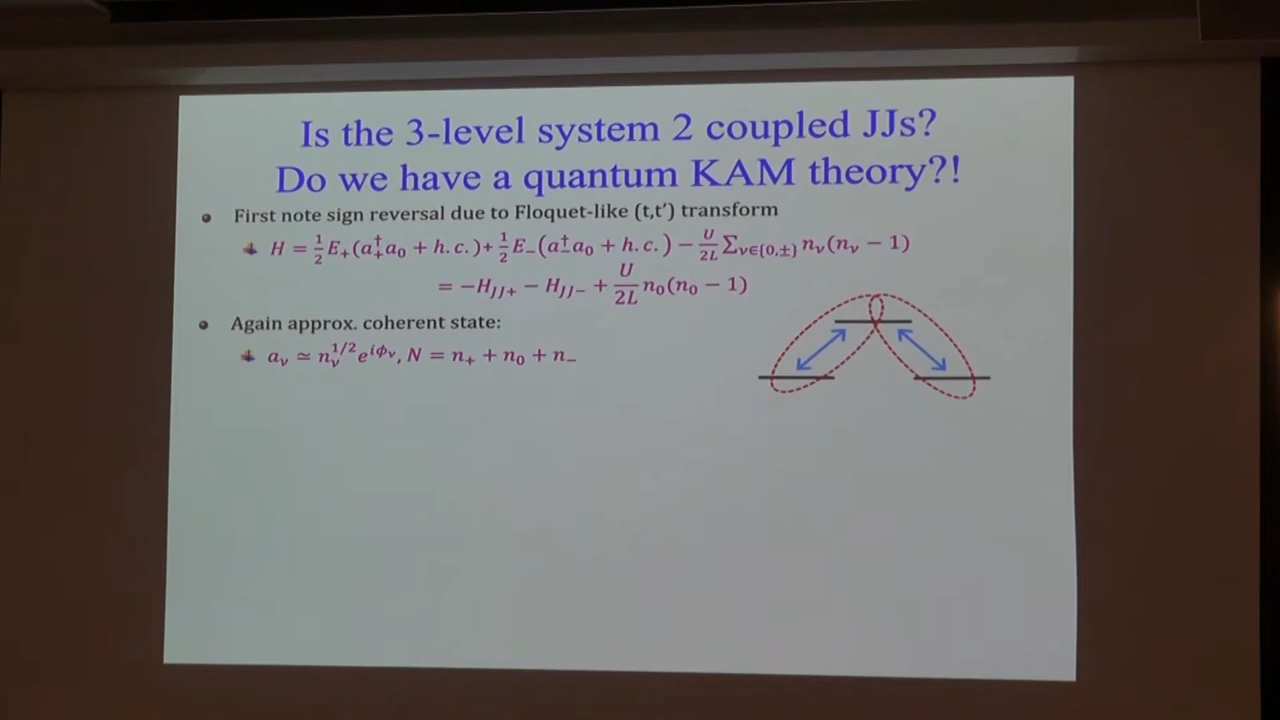 Is the 3-level system 2 coupled JJs?
Do we have a quantum KAM theory?!
First note sign reversal due to Floquet-like (t,t') transform
H = ½E₊(a₊†a₀ + h.c.) + ½E₋(a₋†a₀ + h.c.) − U/2L ∑_{ν∈{0,±}} n_ν(n_ν − 1)
= −H_{JJ+} − H_{JJ−} + U/2L n₀(n₀ − 1)
Again approx. coherent state:
a_ν ≃ n_ν^{1/2} e^{iϕ_ν}, N = n₊ + n₀ + n₋